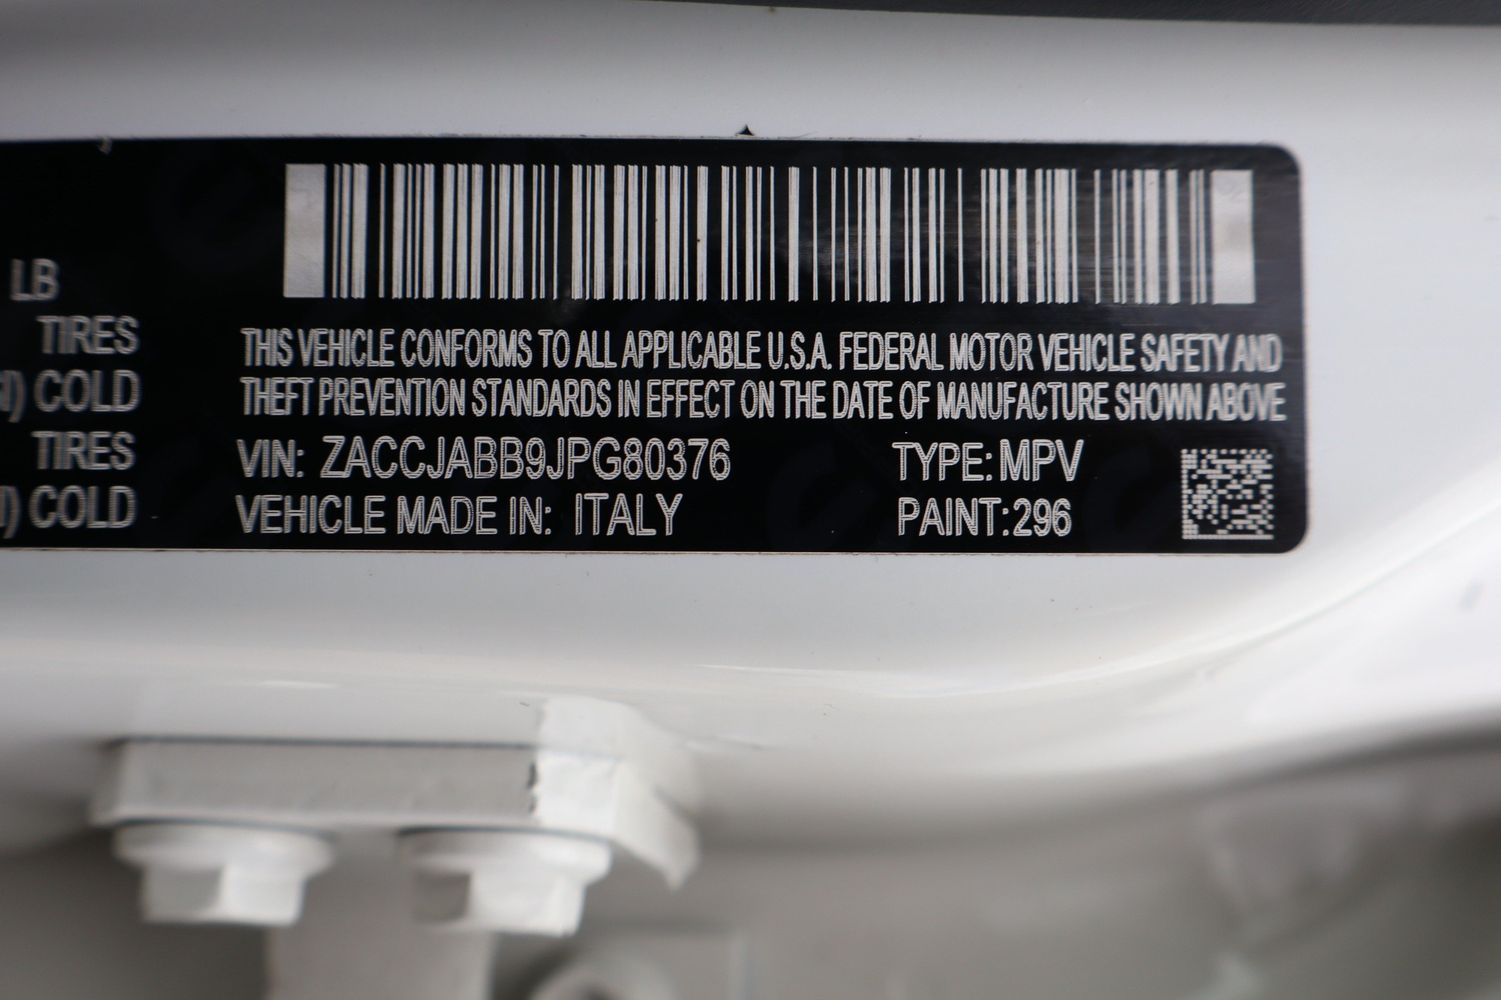 LB
TIRES
COLD
TIRES
COLD
THIS VEHICLE CONFORMS TO ALL APPLICABLE U.S.A. FEDERAL MOTOR VEHICLE SAFETY AND
THEFT PREVENTION STANDARDS IN EFFECT ON THE DATE OF MANUFACTURE SHOWN ABOVE
VIN: ZACCJABB9JPG80376 TYPE: MPV
VEHICLE MADE IN: ITALY PAINT: 296